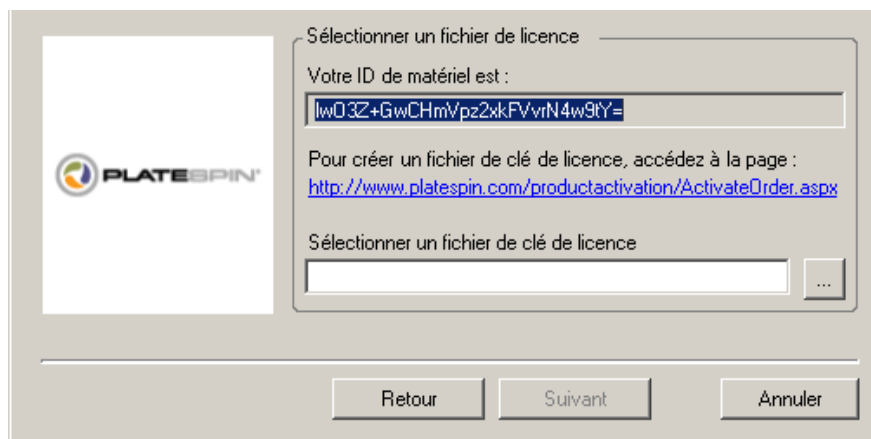 Sélectionner un fichier de licence
Votre ID de matériel est :
IwO3Z+GwCHmVpz2xkFVvrN4w9tY=
PLATESPIN®
Pour créer un fichier de clé de licence, accédez à la page :
http://www.platespin.com/productactivation/ActivateOrder.aspx
Sélectionner un fichier de clé de licence
...
Retour
Suivant
Annuler